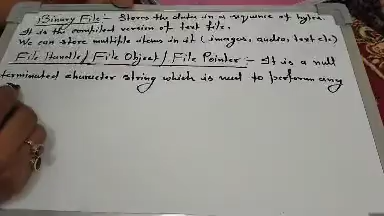 Binary File :- Stores the data in a sequence of bytes.
It is the compiled version of text file.
We can store multiple items in it (images, audio, text etc.)
File Handle / File Object / File Pointer :- It is a null
terminated character string which is used to perform any